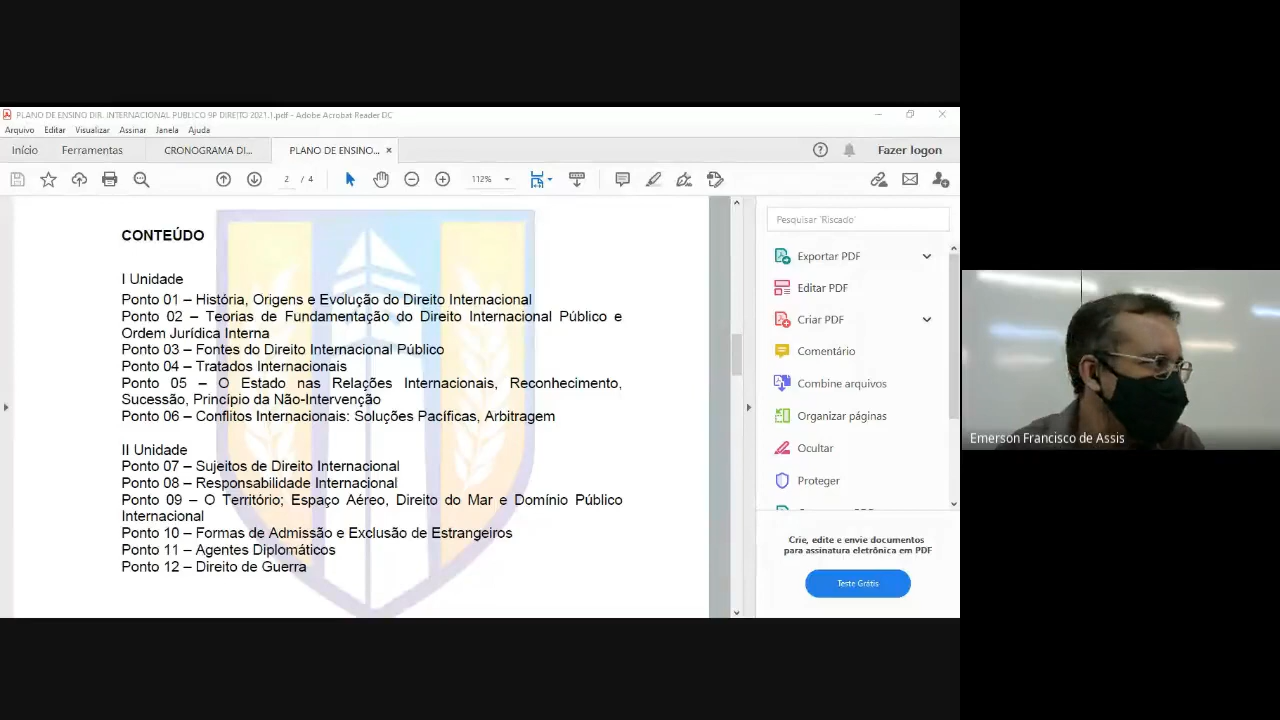 PLANO DE ENSINO DIR. INTERNACIONAL PUBLICO 9P DIREITO 2021.1.pdf - Adobe Acrobat Reader DC
Arquivo Editar Visualizar Assinar Janela Ajuda
Início Ferramentas CRONOGRAMA DI... PLANO DE ENSINO... × Fazer logon
2 / 4 112%
CONTEÚDO
I Unidade
Ponto 01 – História, Origens e Evolução do Direito Internacional
Ponto 02 – Teorias de Fundamentação do Direito Internacional Público e
Ordem Jurídica Interna
Ponto 03 – Fontes do Direito Internacional Público
Ponto 04 – Tratados Internacionais
Ponto 05 – O Estado nas Relações Internacionais, Reconhecimento,
Sucessão, Princípio da Não-Intervenção
Ponto 06 – Conflitos Internacionais: Soluções Pacíficas, Arbitragem
II Unidade
Ponto 07 – Sujeitos de Direito Internacional
Ponto 08 – Responsabilidade Internacional
Ponto 09 – O Território; Espaço Aéreo, Direito do Mar e Domínio Público
Internacional
Ponto 10 – Formas de Admissão e Exclusão de Estrangeiros
Ponto 11 – Agentes Diplomáticos
Ponto 12 – Direito de Guerra
Pesquisar 'Riscado'
Exportar PDF
Editar PDF
Criar PDF
Comentário
Combine arquivos
Organizar páginas
Ocultar
Proteger
Crie, edite e envie documentos
para assinatura eletrônica em PDF
Teste Grátis
Emerson Francisco de Assis